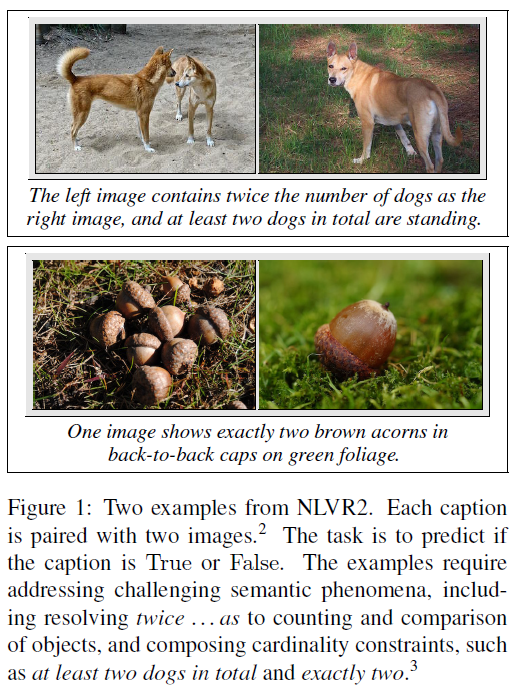 The left image contains twice the number of dogs as the
right image, and at least two dogs in total are standing.
One image shows exactly two brown acorns in
back-to-back caps on green foliage.
Figure 1: Two examples from NLVR2. Each caption
is paired with two images.2 The task is to predict if
the caption is True or False. The examples require
addressing challenging semantic phenomena, includ-
ing resolving twice . . . as to counting and comparison
of objects, and composing cardinality constraints, such
as at least two dogs in total and exactly two.3